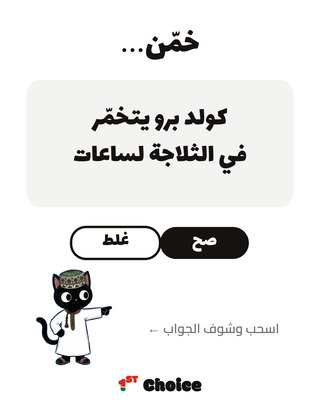 خمّن...
كولد برو يتخمّر
في الثلاجة لساعات
صح
غلط
اسحب وشوف الجواب ←
1ST Choice